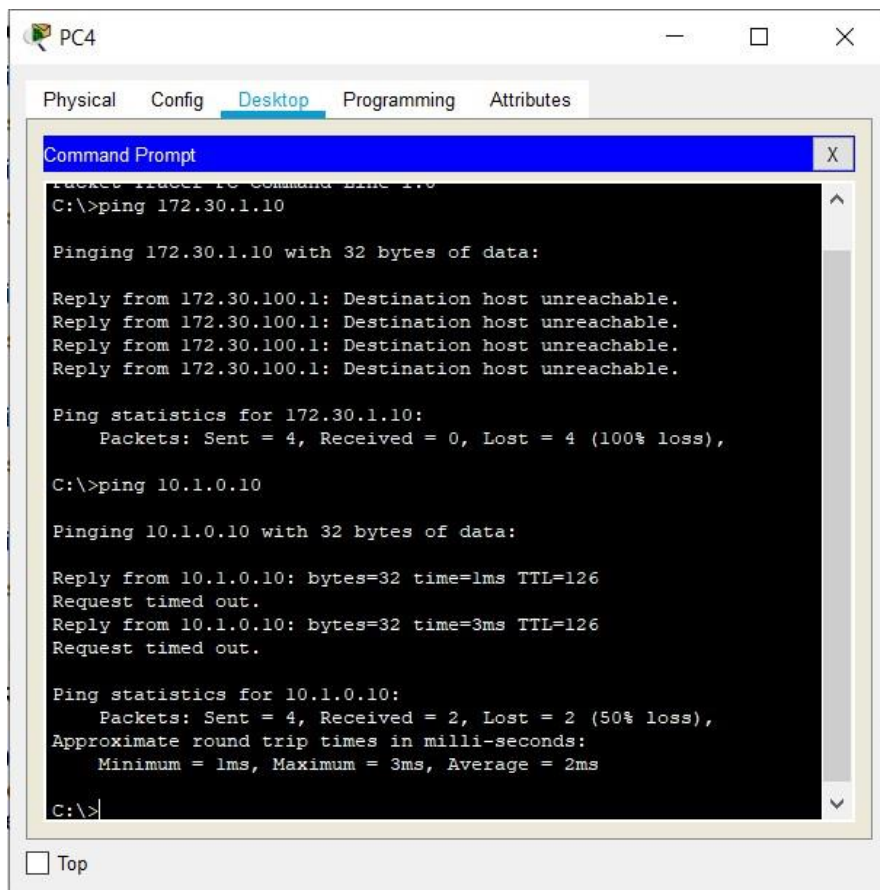 PC4
Physical Config Desktop Programming Attributes
Command Prompt
X
Packet Tracer PC Command Line 1.0
C:\>ping 172.30.1.10
Pinging 172.30.1.10 with 32 bytes of data:
Reply from 172.30.100.1: Destination host unreachable.
Reply from 172.30.100.1: Destination host unreachable.
Reply from 172.30.100.1: Destination host unreachable.
Reply from 172.30.100.1: Destination host unreachable.
Ping statistics for 172.30.1.10:
Packets: Sent = 4, Received = 0, Lost = 4 (100% loss),
C:\>ping 10.1.0.10
Pinging 10.1.0.10 with 32 bytes of data:
Reply from 10.1.0.10: bytes=32 time=1ms TTL=126
Request timed out.
Reply from 10.1.0.10: bytes=32 time=3ms TTL=126
Request timed out.
Ping statistics for 10.1.0.10:
Packets: Sent = 4, Received = 2, Lost = 2 (50% loss),
Approximate round trip times in milli-seconds:
Minimum = 1ms, Maximum = 3ms, Average = 2ms
C:\>
Top